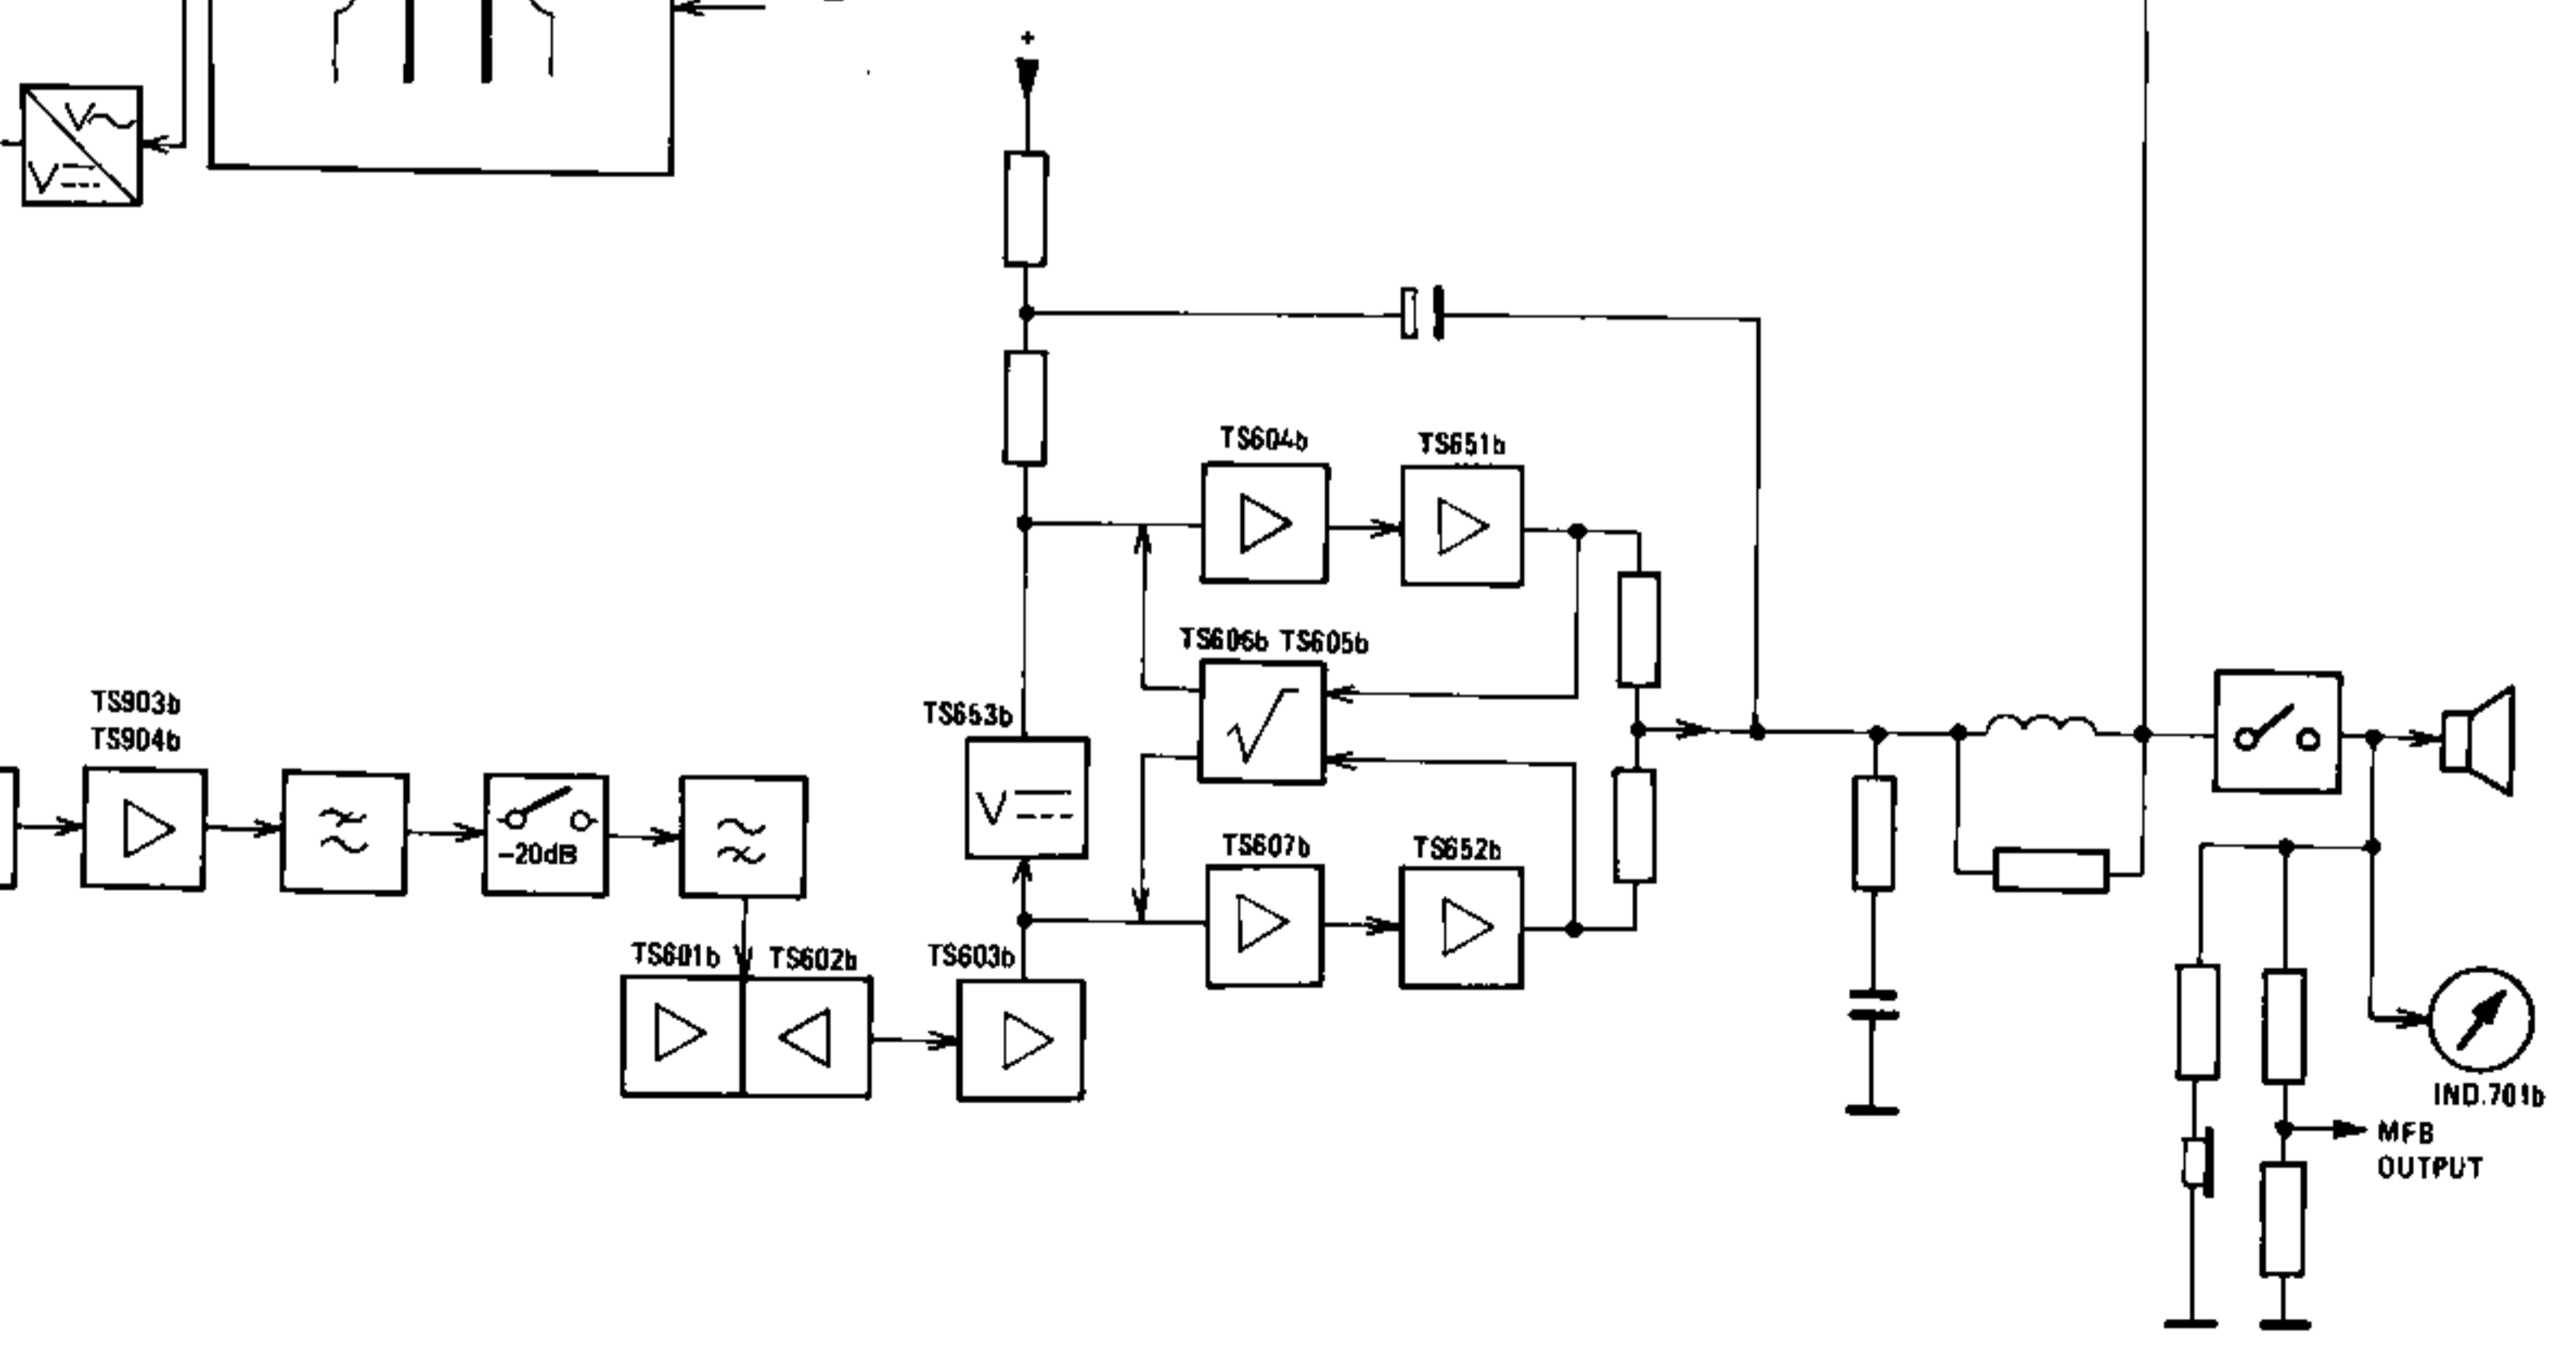 +
V
V
TS604b
TS651b
TS606b TS605b
TS653b
V
TS903b
TS904b
-20dB
TS607b
TS652b
TS601b
TS602b
TS603b
IND.701b
MFB
OUTPUT